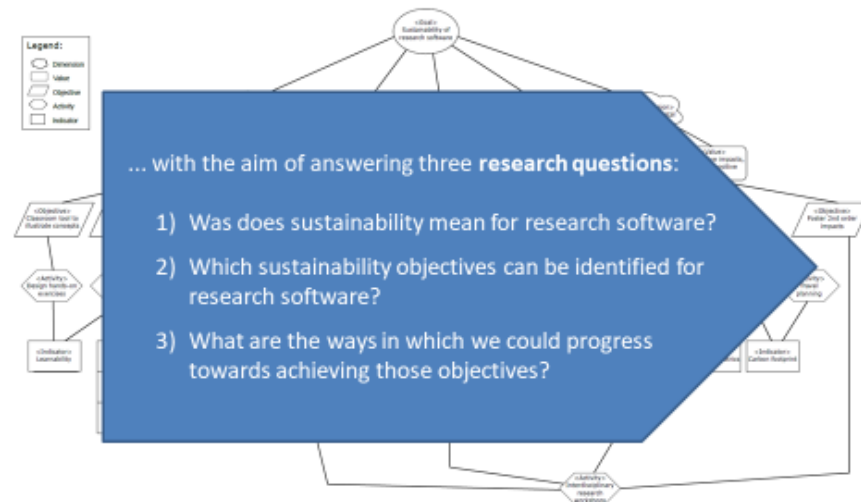 <Goal>
Sustainability of
research software
Legend:
Dimension
Value
Objective
Activity
Indicator
... with the aim of answering three research questions:
1) Was does sustainability mean for research software?
2) Which sustainability objectives can be identified for
research software?
3) What are the ways in which we could progress
towards achieving those objectives?
<Objective>
Classroom tool to
illustrate concepts
<Activity>
Design hands-on
exercises
<Indicator>
Learnability
<Objective>
Foster 2nd order
impacts
planning
<Indicator>
Carbon footprint
<Activity>
Interdisciplinary
research
workshops